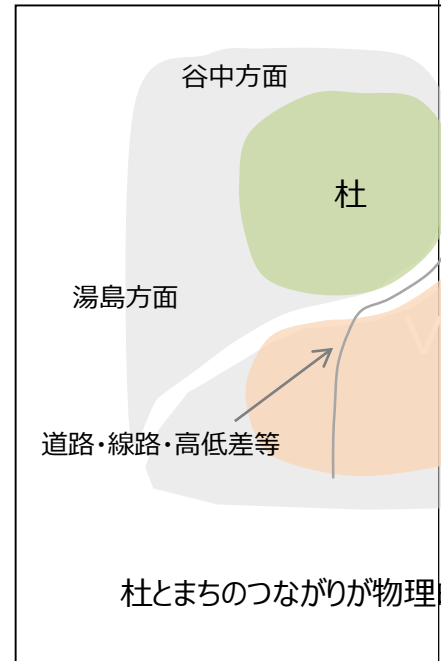 谷中方面
杜
湯島方面
道路・線路・高低差等
杜とまちのつながりが物理